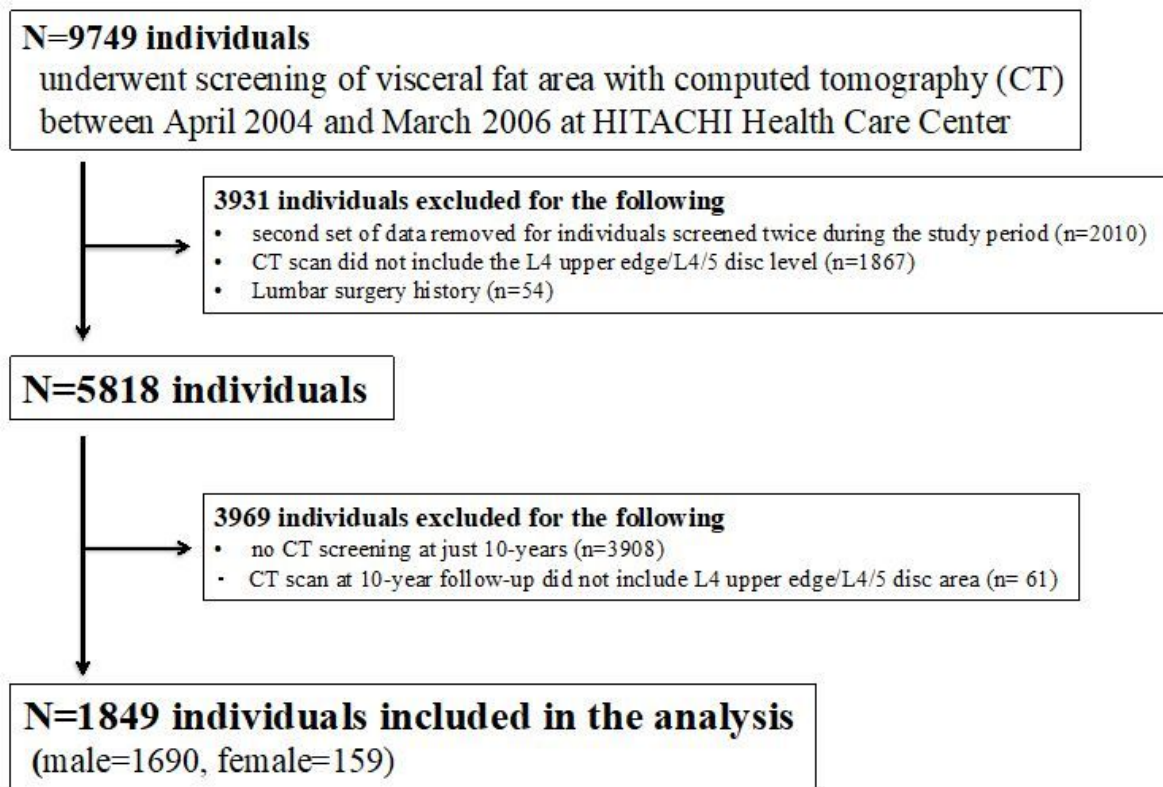 N=9749 individuals
underwent screening of visceral fat area with computed tomography (CT)
between April 2004 and March 2006 at HITACHI Health Care Center
3931 individuals excluded for the following
• second set of data removed for individuals screened twice during the study period (n=2010)
• CT scan did not include the L4 upper edge/L4/5 disc level (n=1867)
• Lumbar surgery history (n=54)
N=5818 individuals
3969 individuals excluded for the following
• no CT screening at just 10-years (n=3908)
· CT scan at 10-year follow-up did not include L4 upper edge/L4/5 disc area (n= 61)
N=1849 individuals included in the analysis
(male=1690, female=159)